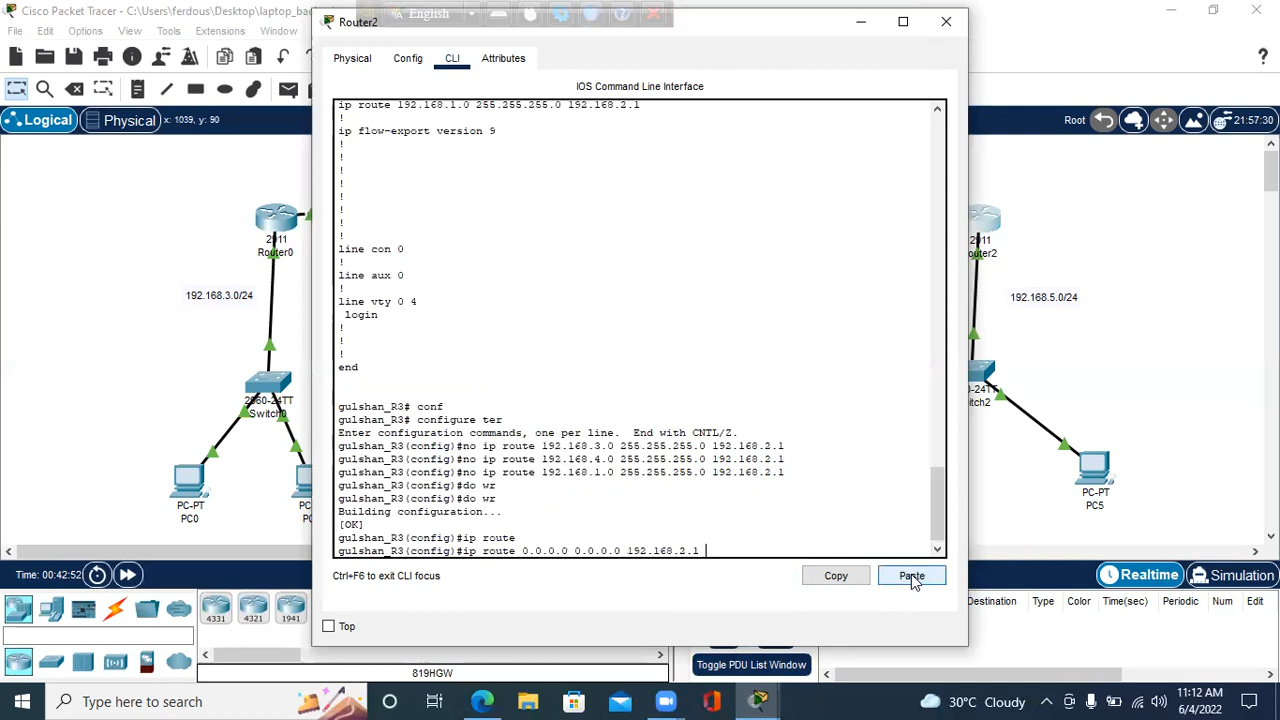 Cisco Packet Tracer - C:\Users\ferdous\Desktop\laptop_ba
English
File Edit Options View Tools Extensions Window
Router2
Physical Config CLI Attributes
IOS Command Line Interface
Logical Physical x: 1039, y: 90
Root 21:57:30
ip route 192.168.1.0 255.255.255.0 192.168.2.1
!
ip flow-export version 9
!
!
!
!
!
!
!
!
line con 0
!
line aux 0
!
line vty 0 4
login
!
!
!
end
gulshan_R3# conf
gulshan_R3# configure ter
Enter configuration commands, one per line. End with CNTL/Z.
gulshan_R3(config)#no ip route 192.168.3.0 255.255.255.0 192.168.2.1
gulshan_R3(config)#no ip route 192.168.4.0 255.255.255.0 192.168.2.1
gulshan_R3(config)#no ip route 192.168.1.0 255.255.255.0 192.168.2.1
gulshan_R3(config)#do wr
gulshan_R3(config)#do wr
Building configuration...
[OK]
gulshan_R3(config)#ip route
gulshan_R3(config)#ip route 0.0.0.0 0.0.0.0 192.168.2.1
Ctrl+F6 to exit CLI focus
Copy Paste
Top
2911
Router0
192.168.3.0/24
2960-24TT
Switch0
PC-PT
PC0
PC-PT
2911
outer2
192.168.5.0/24
60-24TT
witch2
PC-PT
PC5
Time: 00:42:52
Realtime Simulation
4331 4321 1941
819HGW
Destination Type Color Time(sec) Periodic Num Edit
Toggle PDU List Window
Type here to search
30°C Cloudy
11:12 AM
6/4/2022